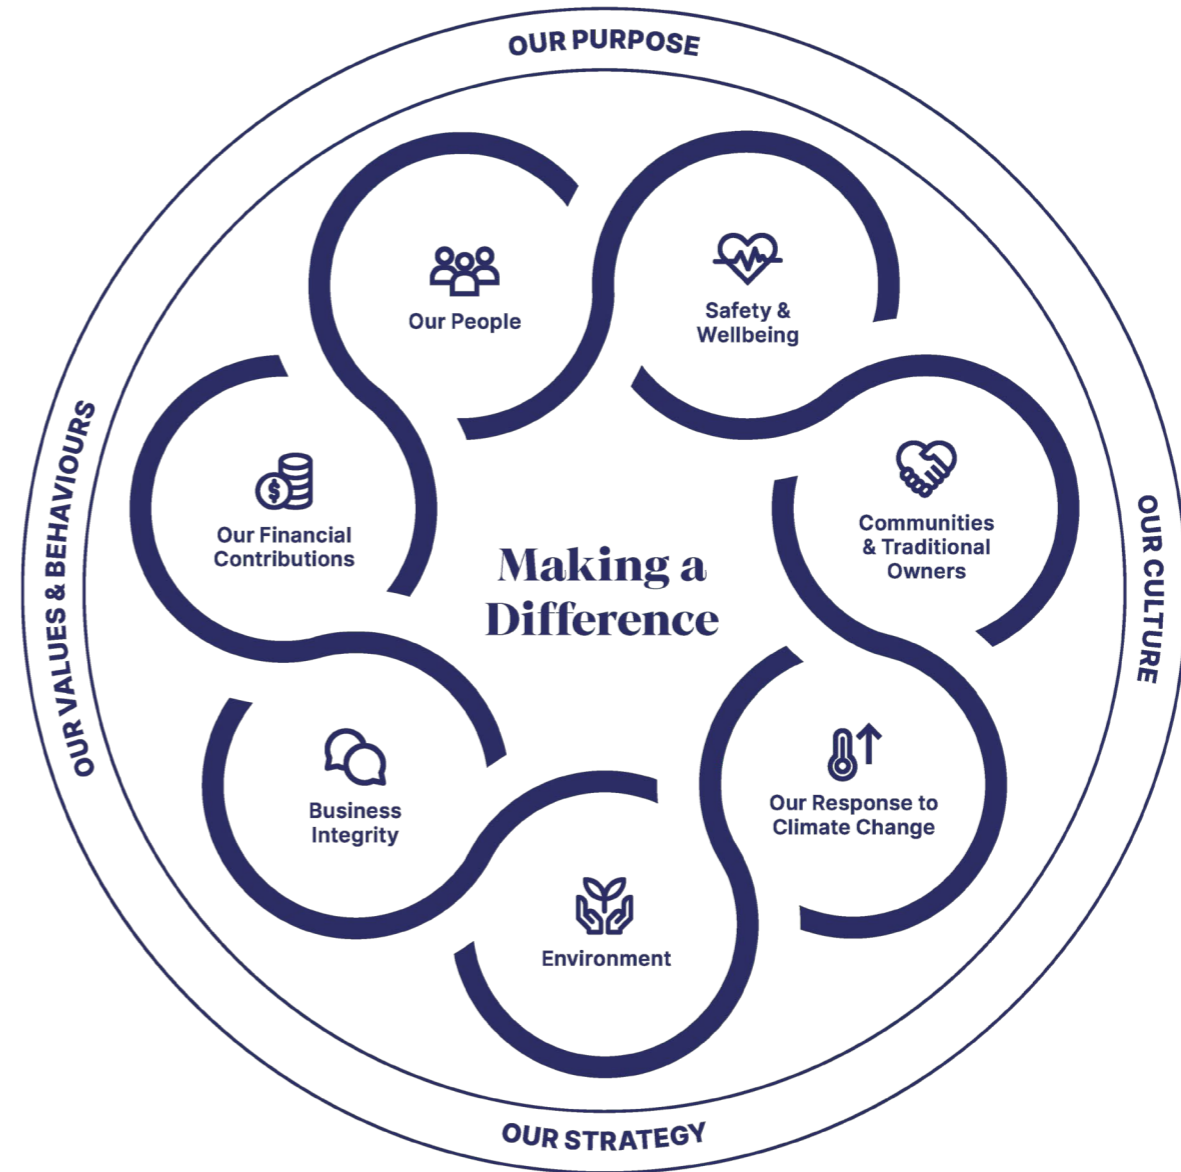 OUR PURPOSE
Our People
Safety &
Wellbeing
Communities
& Traditional
Owners
Our Response to
Climate Change
Environment
Business
Integrity
Our Financial
Contributions
Making a
Difference
OUR VALUES & BEHAVIOURS
OUR CULTURE
OUR STRATEGY
$